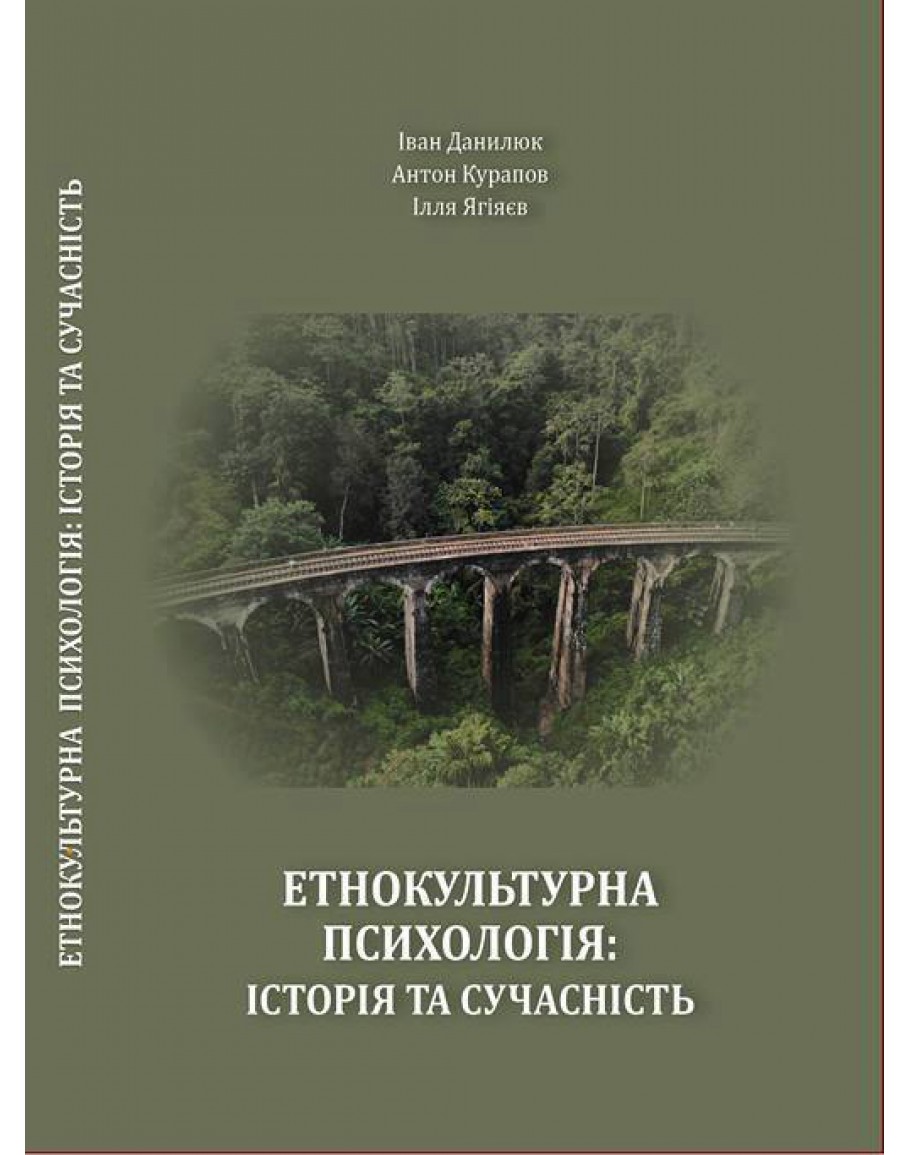 Іван Данилюк
Антон Курапов
Ілля Ягіяєв
ЕТНОКУЛЬТУРНА ПСИХОЛОГІЯ: ІСТОРІЯ ТА СУЧАСНІСТЬ
ЕТНОКУЛЬТУРНА
ПСИХОЛОГІЯ:
ІСТОРІЯ ТА СУЧАСНІСТЬ